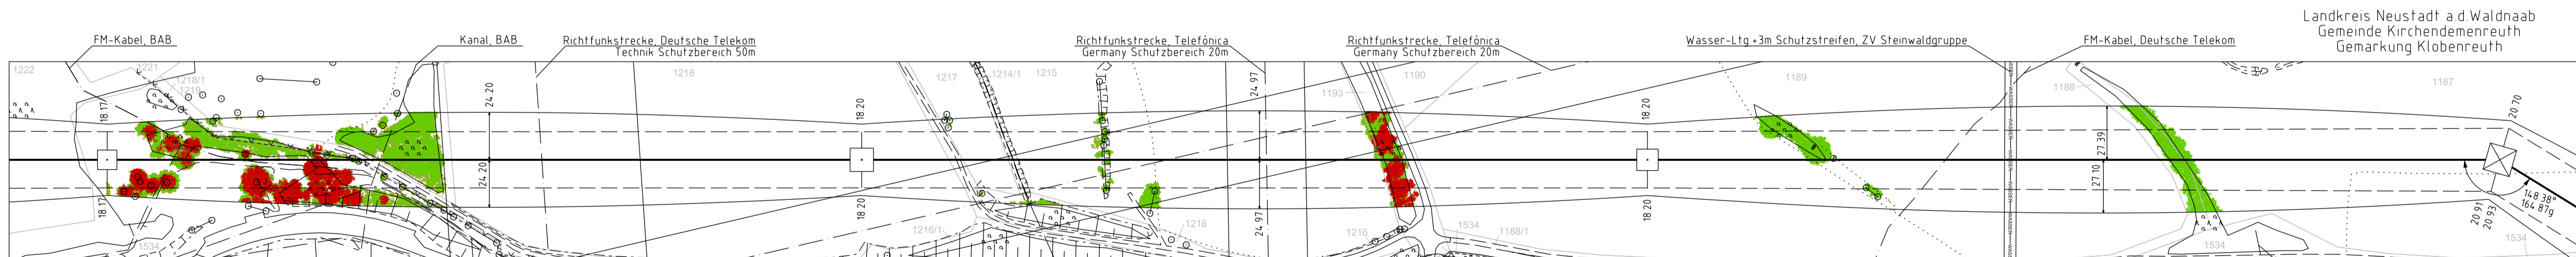 Landkreis Neustadt a.d.Waldnaab
Gemeinde Kirchendemenreuth
Gemarkung Klobenreuth
FM-Kabel, BAB
Kanal, BAB
Richtfunkstrecke, Deutsche Telekom
Technik Schutzbereich 50m
Richtfunkstrecke, Telefónica
Germany Schutzbereich 20m
Richtfunkstrecke, Telefónica
Germany Schutzbereich 20m
Wasser-Ltg.+3m Schutzstreifen, ZV Steinwaldgruppe
FM-Kabel, Deutsche Telekom
1222
1221
1218/1
1219
1218
1217
1214/1
1215
1190
1193
1189
1188
1187
18.17
18.17
24.20
24.20
18.20
18.20
24.97
24.97
18.20
18.20
27.39
27.10
20.70
148.38°
164.87g
20.91
20.93
1534
1216/1
1216
1216
1534
1188/1
1534
1534